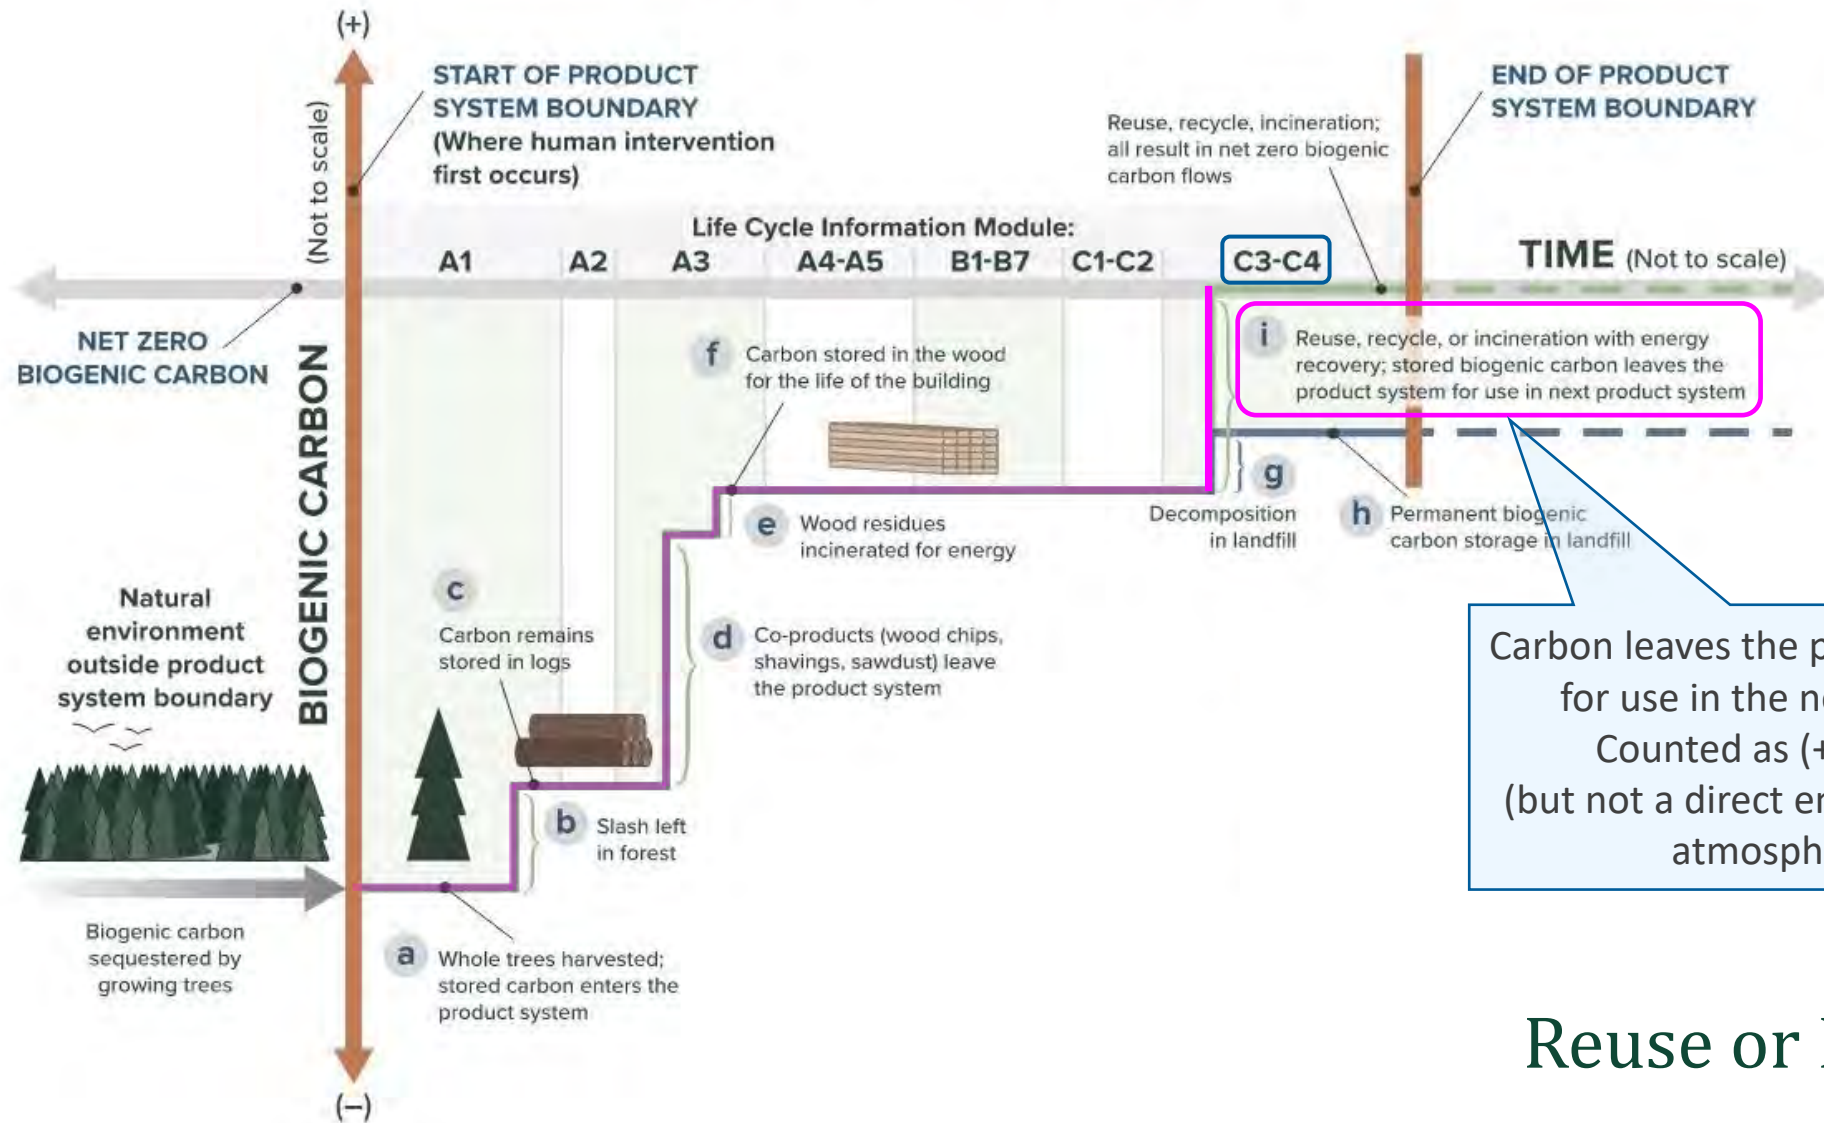 (+)
(Not to scale)
START OF PRODUCT
SYSTEM BOUNDARY
(Where human intervention
first occurs)
Reuse, recycle, incineration;
all result in net zero biogenic
carbon flows
END OF PRODUCT
SYSTEM BOUNDARY
Life Cycle Information Module:
A1
A2
A3
A4-A5
B1-B7
C1-C2
C3-C4
TIME (Not to scale)
NET ZERO
BIOGENIC CARBON
BIOGENIC CARBON
f Carbon stored in the wood
for the life of the building
i Reuse, recycle, or incineration with energy
recovery; stored biogenic carbon leaves the
product system for use in next product system
g
Decomposition
in landfill
h Permanent biogenic
carbon storage in landfill
e Wood residues
incinerated for energy
c
Carbon remains
stored in logs
d Co-products (wood chips,
shavings, sawdust) leave
the product system
Natural
environment
outside product
system boundary
b Slash left
in forest
Biogenic carbon
sequestered by
growing trees
a Whole trees harvested;
stored carbon enters the
product system
(–)
Carbon leaves the
for use in the
Counted as (+
(but not a direct
atmosph
Reuse or